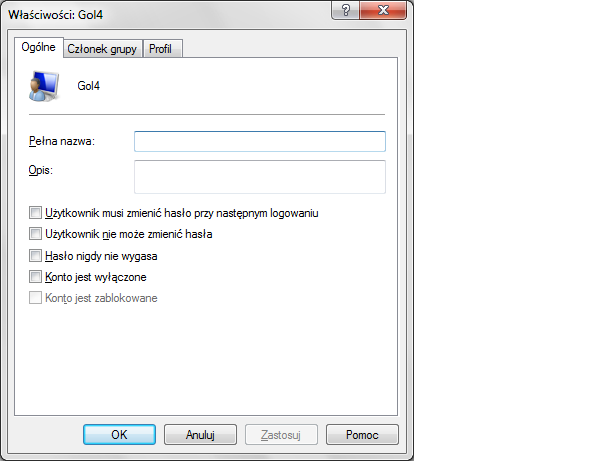 Właściwości: Gol4
Ogólne Członek grupy Profil
Gol4
Pełna nazwa:
Opis:
Użytkownik musi zmienić hasło przy następnym logowaniu
Użytkownik nie może zmienić hasła
Hasło nigdy nie wygasa
Konto jest wyłączone
Konto jest zablokowane
OK Anuluj Zastosuj Pomoc